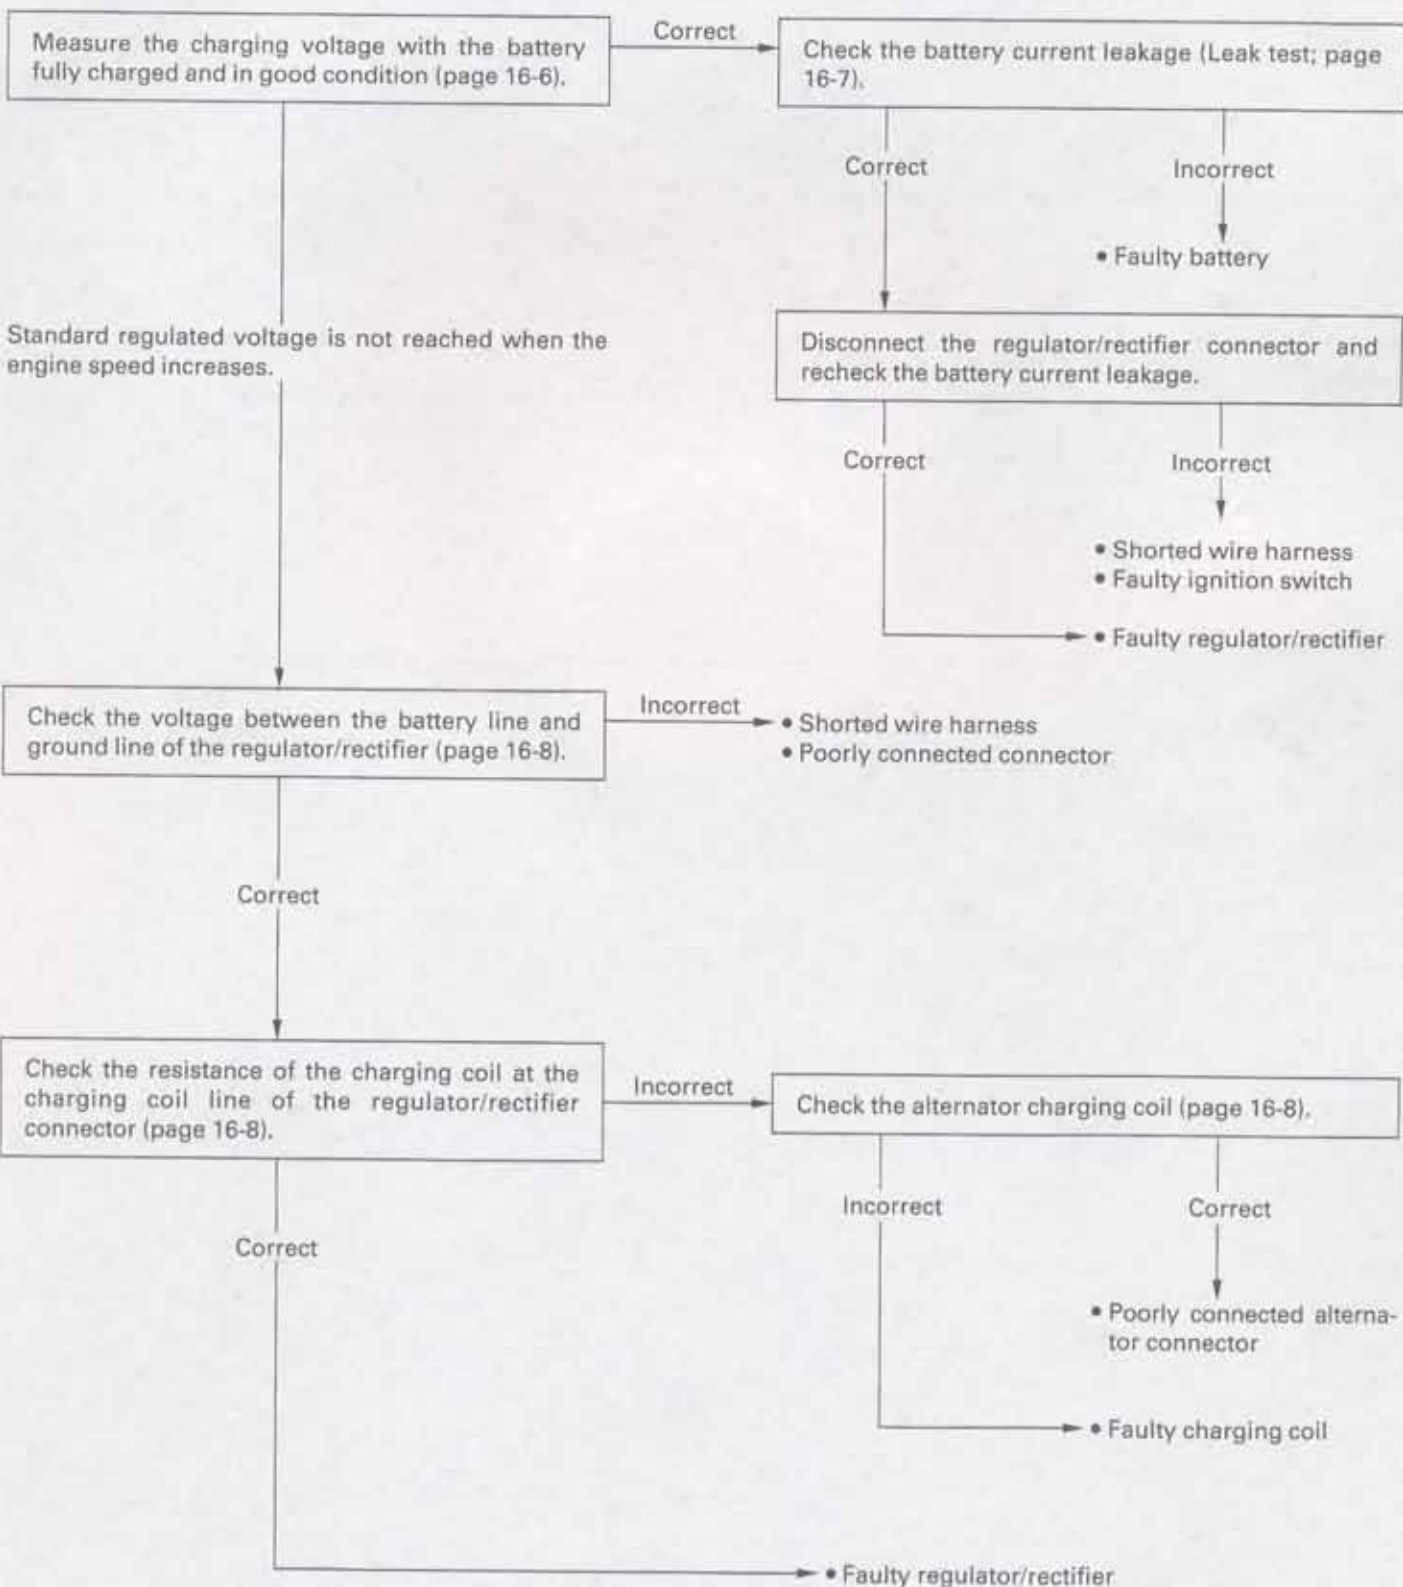 Measure the charging voltage with the battery
fully charged and in good condition (page 16-6).
Correct
Check the battery current leakage (Leak test; page
16-7).
Correct
Incorrect
• Faulty battery
Standard regulated voltage is not reached when the
engine speed increases.
Disconnect the regulator/rectifier connector and
recheck the battery current leakage.
Correct
Incorrect
• Shorted wire harness
• Faulty ignition switch
• Faulty regulator/rectifier
Check the voltage between the battery line and
ground line of the regulator/rectifier (page 16-8).
Incorrect
• Shorted wire harness
• Poorly connected connector
Correct
Check the resistance of the charging coil at the
charging coil line of the regulator/rectifier
connector (page 16-8).
Incorrect
Check the alternator charging coil (page 16-8).
Incorrect
Correct
Correct
• Poorly connected alterna-
tor connector
• Faulty charging coil
• Faulty regulator/rectifier